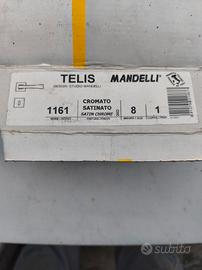 TELIS
DESIGN: STUDIO MANDELLI
MANDELLI
1161
CROMATO
SATINATO
SATIN CHROME
8
1
subito